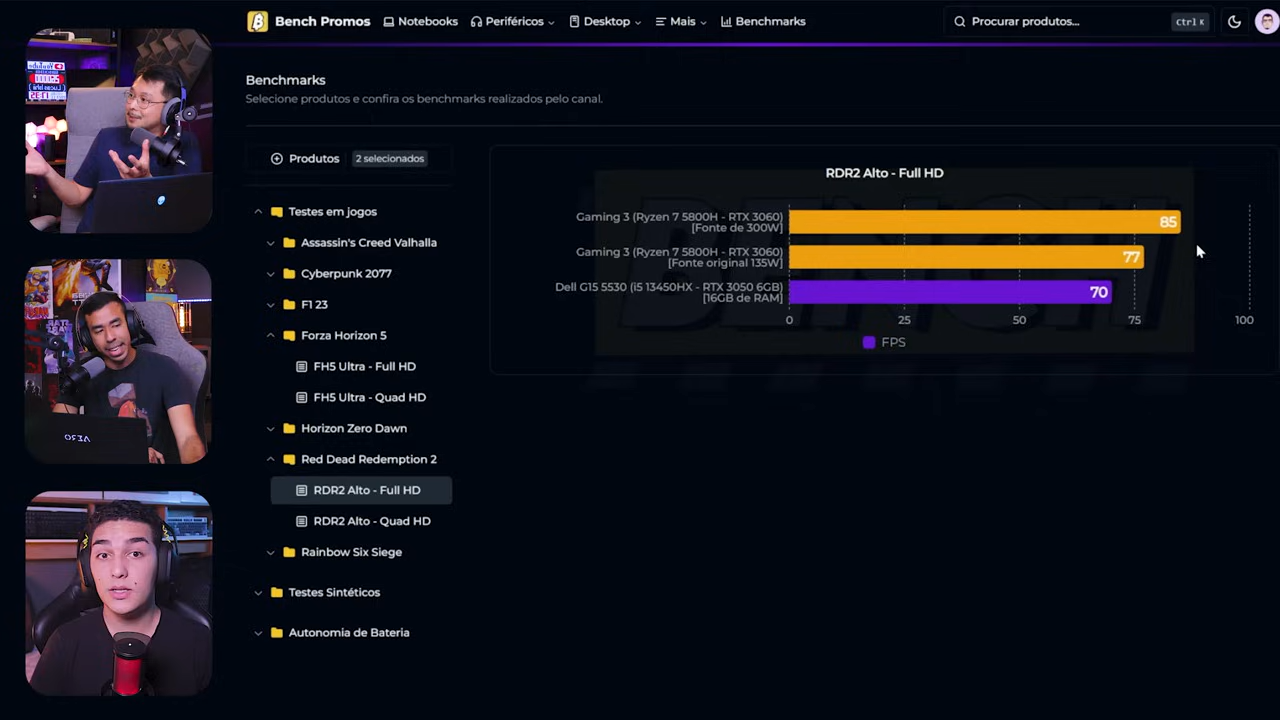 Bench Promos
Notebooks
Periféricos
Desktop
Mais
Benchmarks
Procurar produtos...
Ctrl K
Benchmarks
Selecione produtos e confira os benchmarks realizados pelo canal.
Produtos
2 selecionados
Testes em jogos
Assassin's Creed Valhalla
Cyberpunk 2077
F1 23
Forza Horizon 5
FH5 Ultra - Full HD
FH5 Ultra - Quad HD
Horizon Zero Dawn
Red Dead Redemption 2
RDR2 Alto - Full HD
RDR2 Alto - Quad HD
Rainbow Six Siege
Testes Sintéticos
Autonomia de Bateria
RDR2 Alto - Full HD
Gaming 3 (Ryzen 7 5800H - RTX 3060)
[Fonte de 300W]
85
Gaming 3 (Ryzen 7 5800H - RTX 3060)
[Fonte original 135W]
77
Dell G15 5530 (i5 13450HX - RTX 3050 6GB)
[16GB de RAM]
70
0
25
50
75
100
FPS
BENCH
AERO